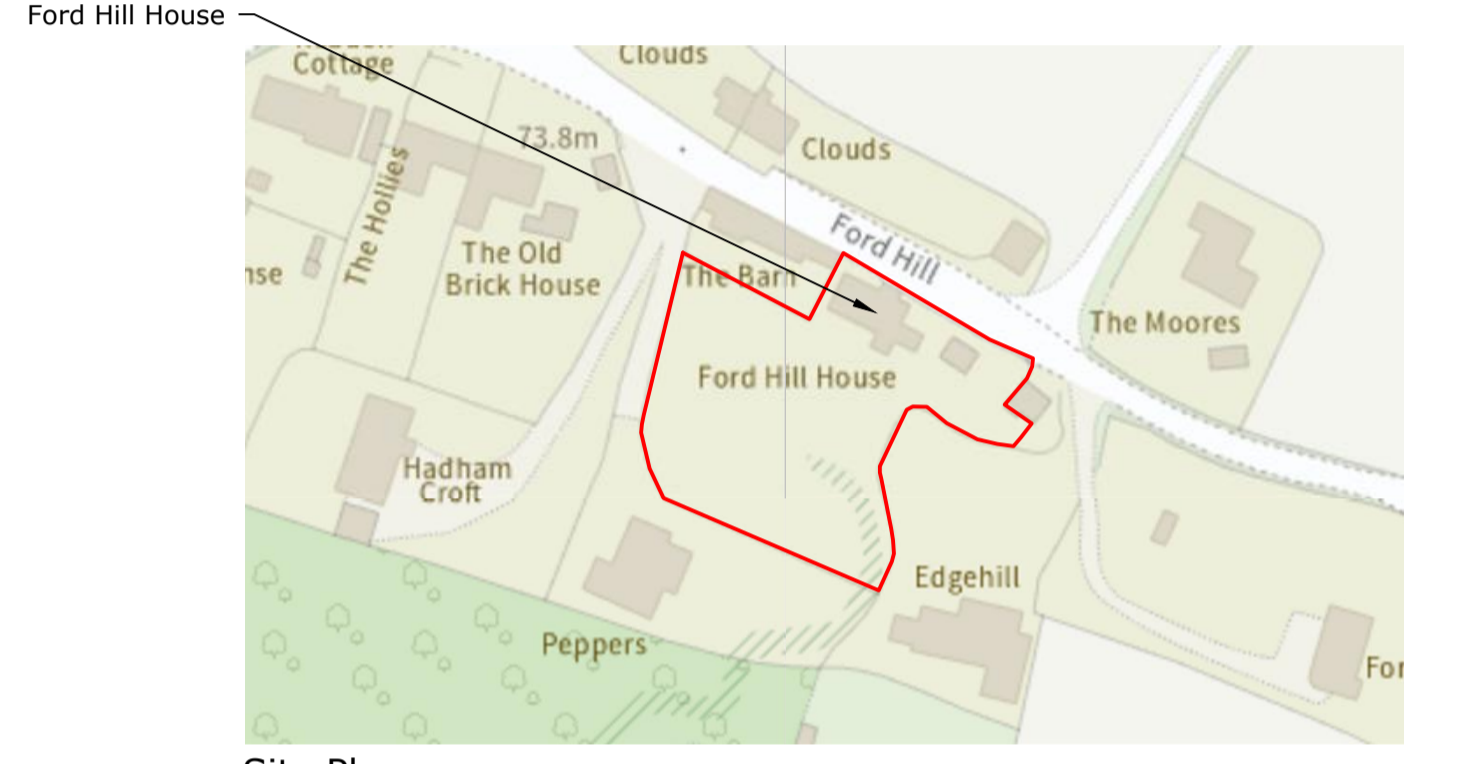 Ford Hill House
Cottage
Clouds
73.8m
Clouds
The Hollies
Ford Hill
The Old
Brick House
nse
The Barn
The Moores
Ford Hill House
Hadham
Croft
Edgehill
Peppers
For